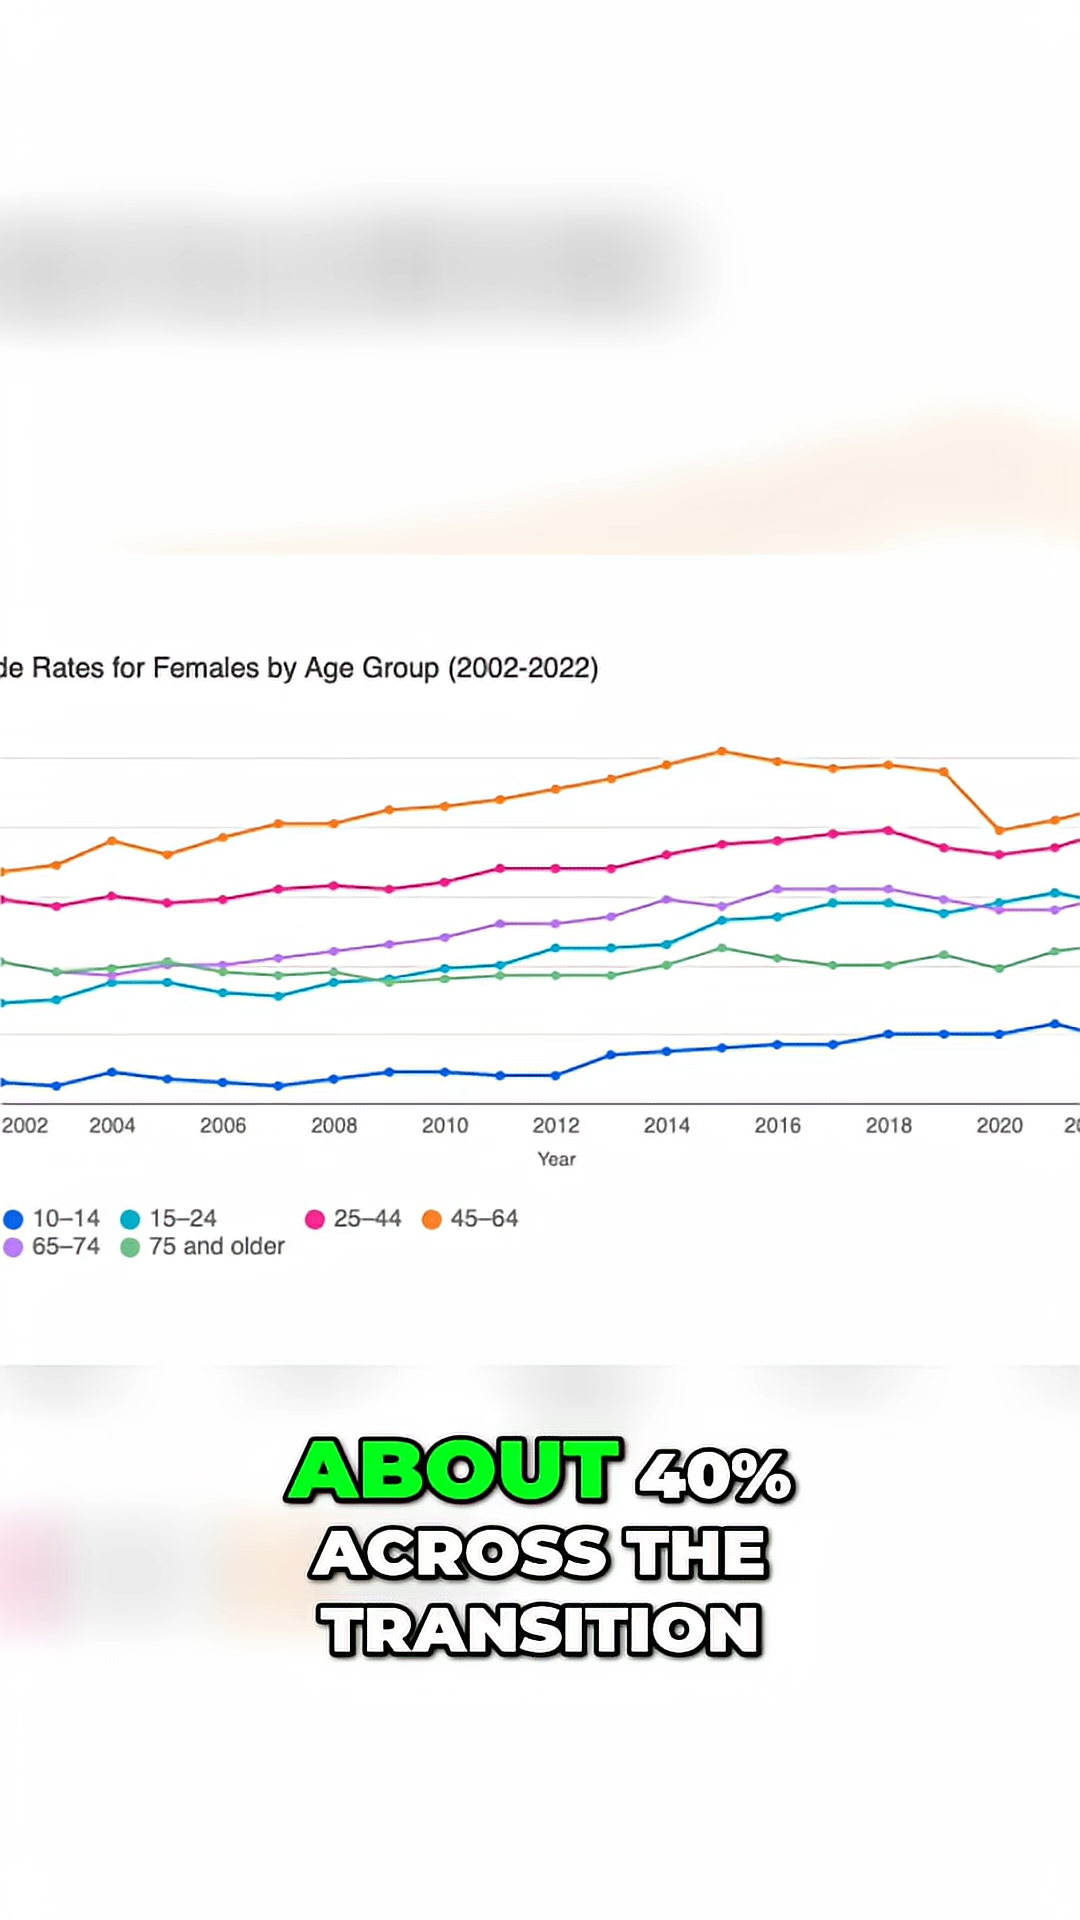 de Rates for Females by Age Group (2002-2022)
2002 2004 2006 2008 2010 2012 2014 2016 2018 2020 20
Year
10–14 15–24 25–44 45–64
65–74 75 and older
ABOUT 40%
ACROSS THE
TRANSITION